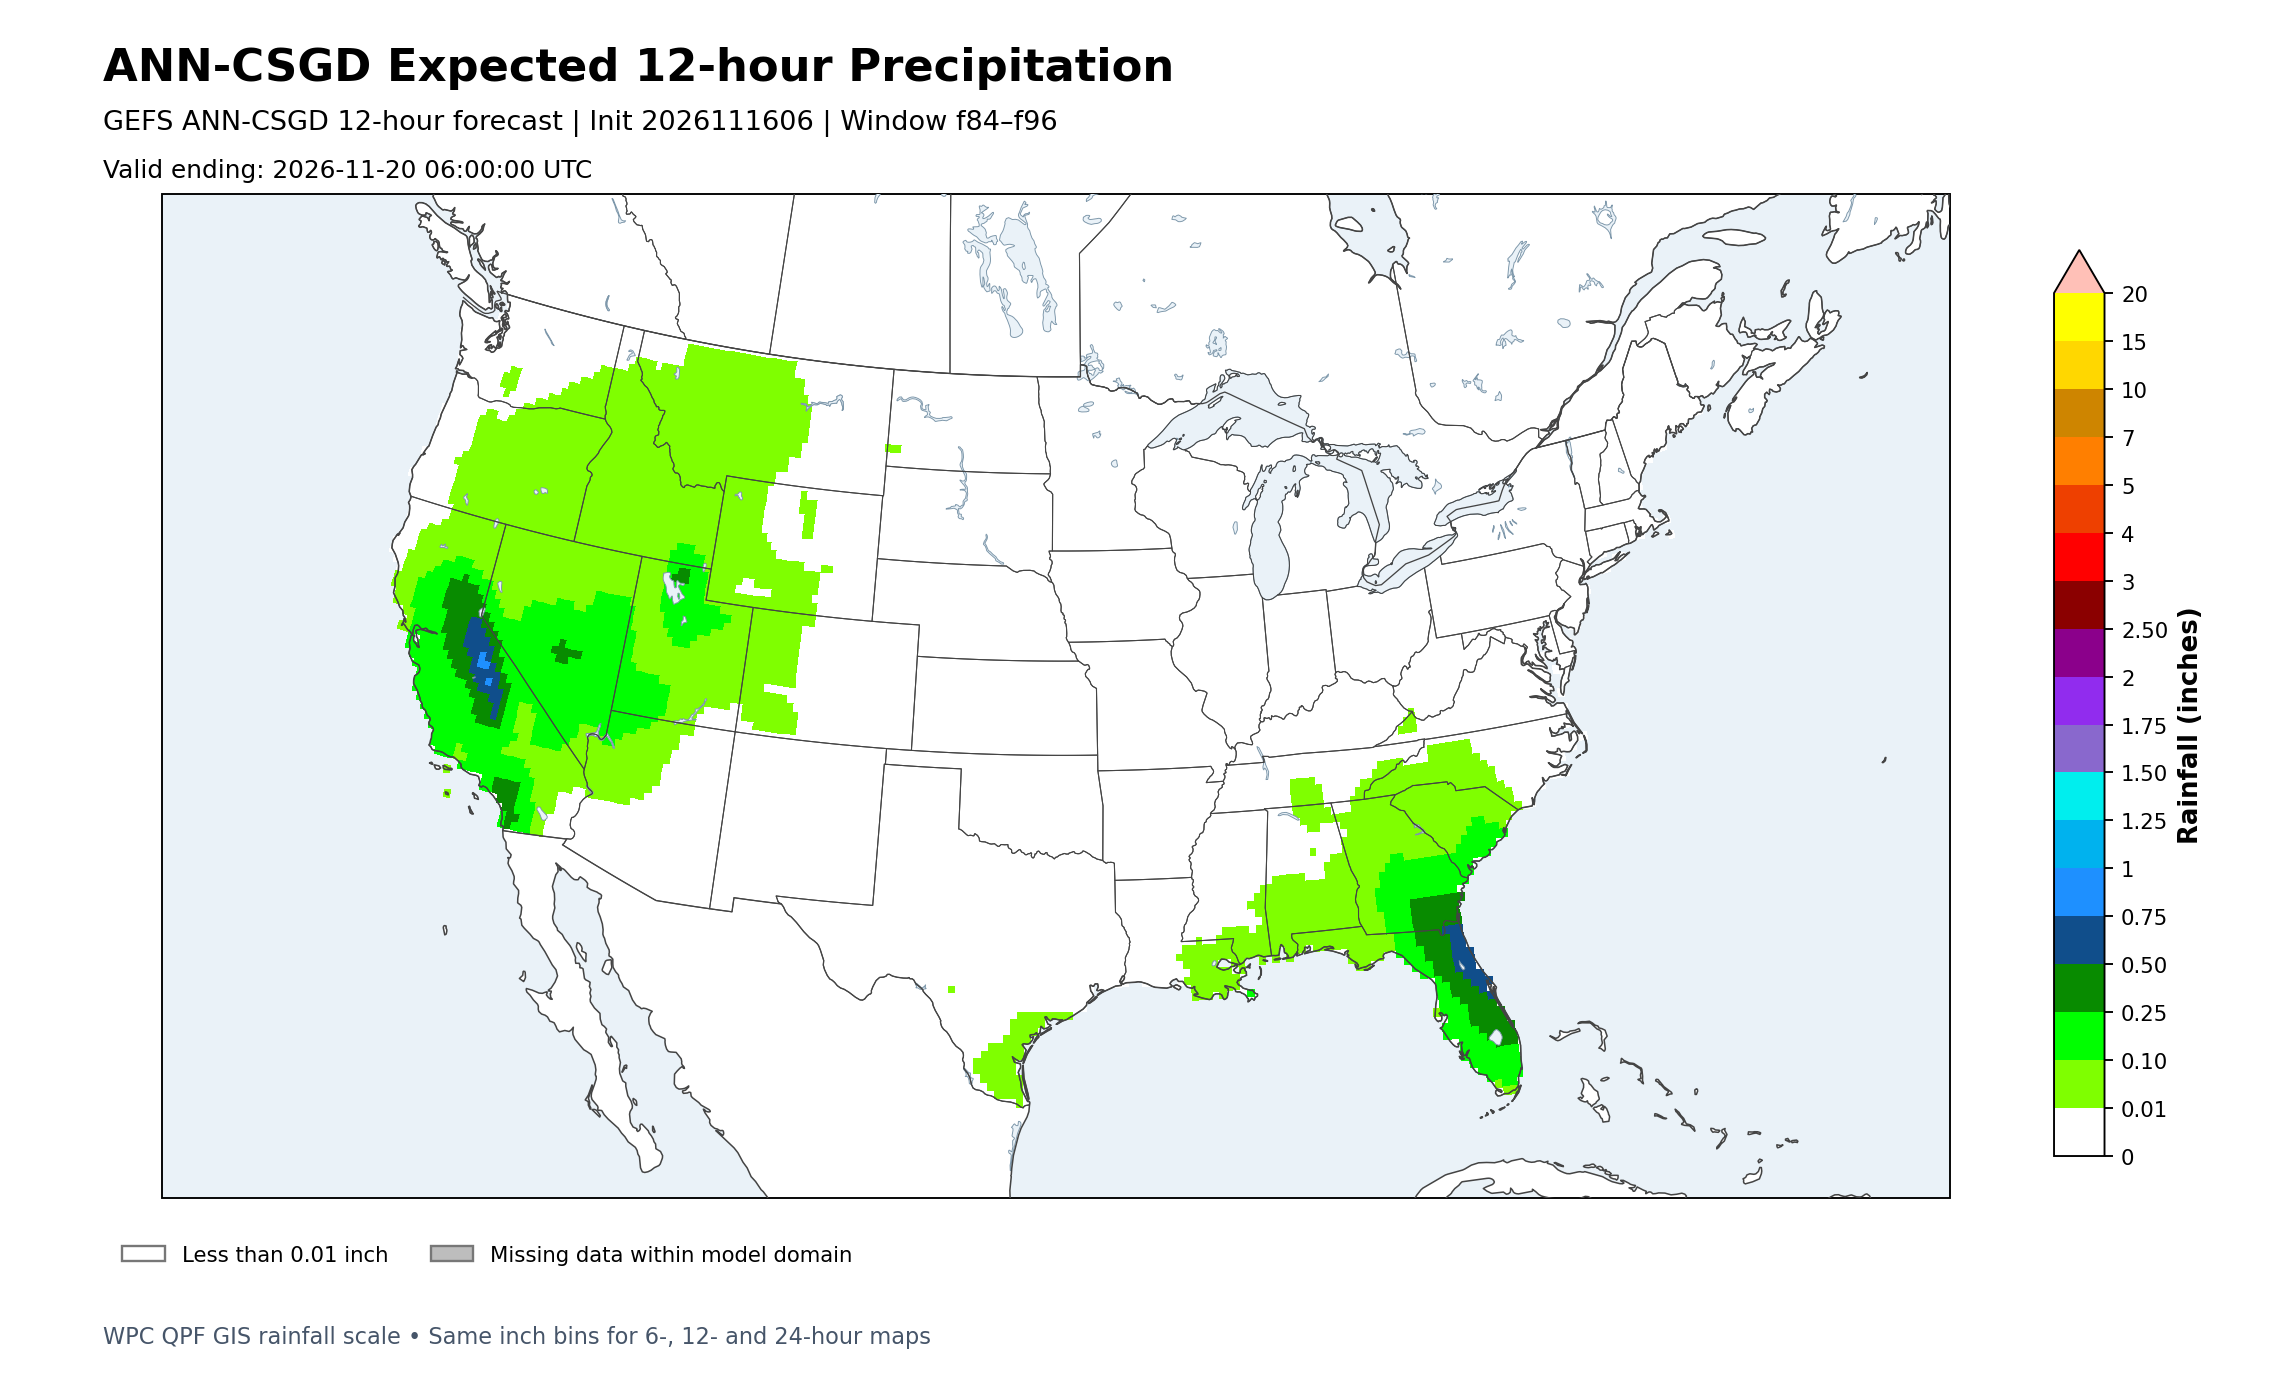 ANN-CSGD Expected 12-hour Precipitation
GEFS ANN-CSGD 12-hour forecast | Init 2026111606 | Window f84–f96
Valid ending: 2026-11-20 06:00:00 UTC
20
15
10
7
5
4
3
2.50
2
1.75
1.50
1.25
1
0.75
0.50
0.25
0.10
0.01
0
Rainfall (inches)
Less than 0.01 inch
Missing data within model domain
WPC QPF GIS rainfall scale • Same inch bins for 6-, 12- and 24-hour maps